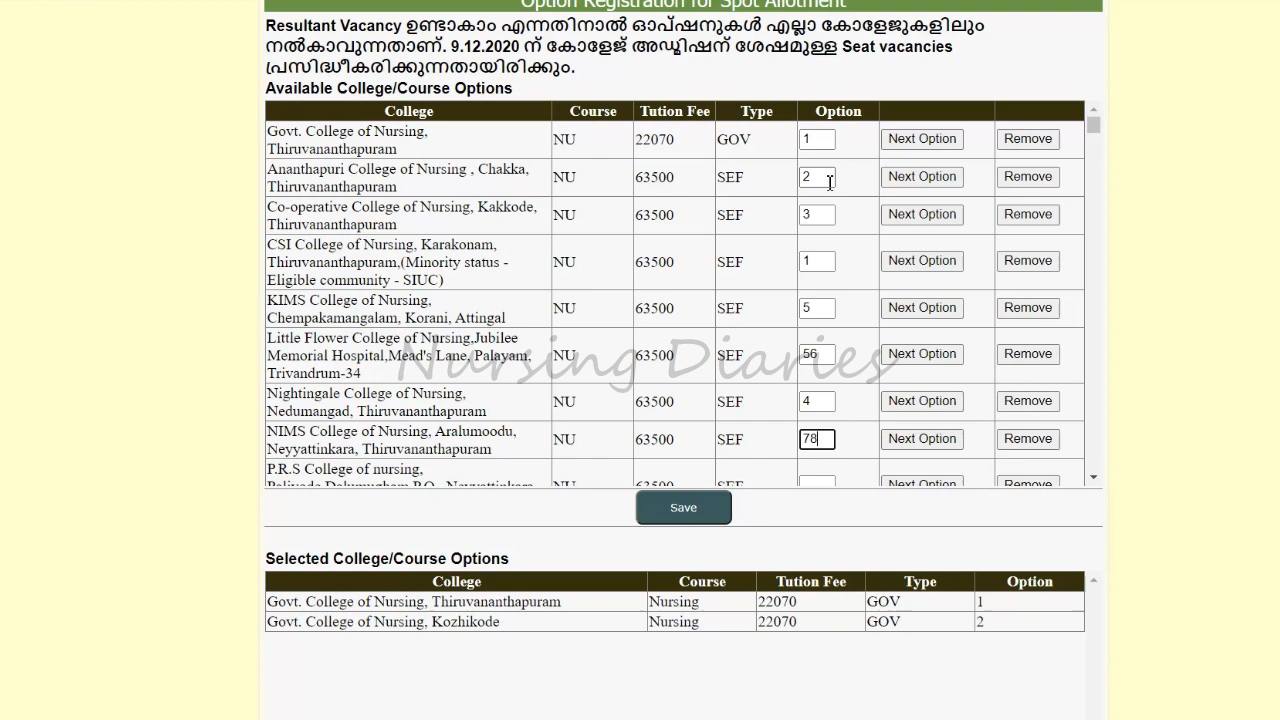 Option Registration for Spot Allotment
Resultant Vacancy ഉണ്ടാകാം എന്നതിനാൽ ഓപ്ഷനുകൾ എല്ലാ കോളേജുകളിലും
നൽകാവുന്നതാണ്. 9.12.2020 ന് കോളേജ് അഡ്മിഷന് ശേഷമുള്ള Seat vacancies
പ്രസിദ്ധീകരിക്കുന്നതായിരിക്കും.
Available College/Course Options
College Course Tution Fee Type Option
Govt. College of Nursing,
Thiruvananthapuram NU 22070 GOV 1 Next Option Remove
Ananthapuri College of Nursing , Chakka,
Thiruvananthapuram NU 63500 SEF 2 Next Option Remove
Co-operative College of Nursing, Kakkode,
Thiruvananthapuram NU 63500 SEF 3 Next Option Remove
CSI College of Nursing, Karakonam,
Thiruvananthapuram,(Minority status - NU 63500 SEF 1 Next Option Remove
Eligible community - SIUC)
KIMS College of Nursing,
Chempakamangalam, Korani, Attingal NU 63500 SEF 5 Next Option Remove
Little Flower College of Nursing,Jubilee
Memorial Hospital,Mead's Lane, Palayam, NU 63500 SEF 56 Next Option Remove
Trivandrum-34
Nursing Diaries
Nightingale College of Nursing,
Nedumangad, Thiruvananthapuram NU 63500 SEF 4 Next Option Remove
NIMS College of Nursing, Aralumoodu,
Neyyattinkara, Thiruvananthapuram NU 63500 SEF 78 Next Option Remove
P.R.S College of nursing,
NU 63500 SEF Next Option Remove
Save
Selected College/Course Options
College Course Tution Fee Type Option
Govt. College of Nursing, Thiruvananthapuram Nursing 22070 GOV 1
Govt. College of Nursing, Kozhikode Nursing 22070 GOV 2